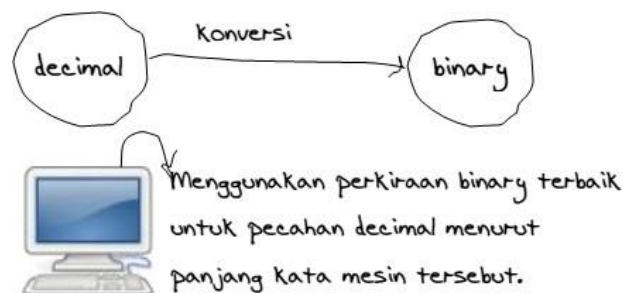 konversi
decimal
binary
Menggunakan perkiraan binary terbaik
untuk pecahan decimal menurut
panjang kata mesin tersebut.